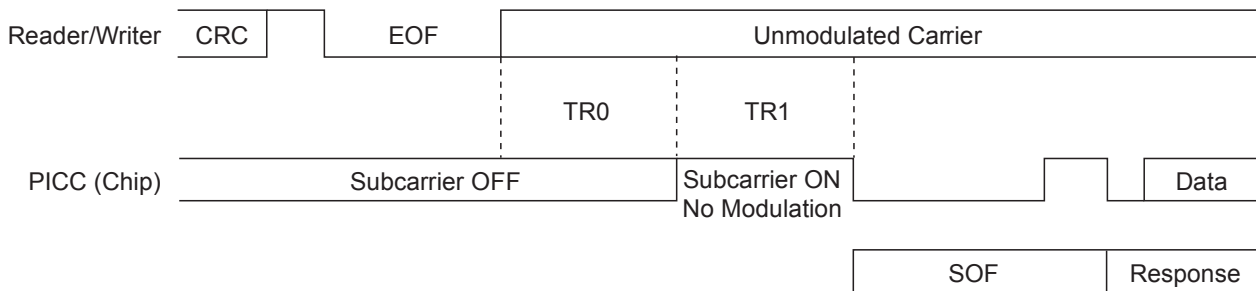 Reader/Writer CRC EOF Unmodulated Carrier
TR0 TR1
PICC (Chip) Subcarrier OFF Subcarrier ON Data
No Modulation
SOF Response